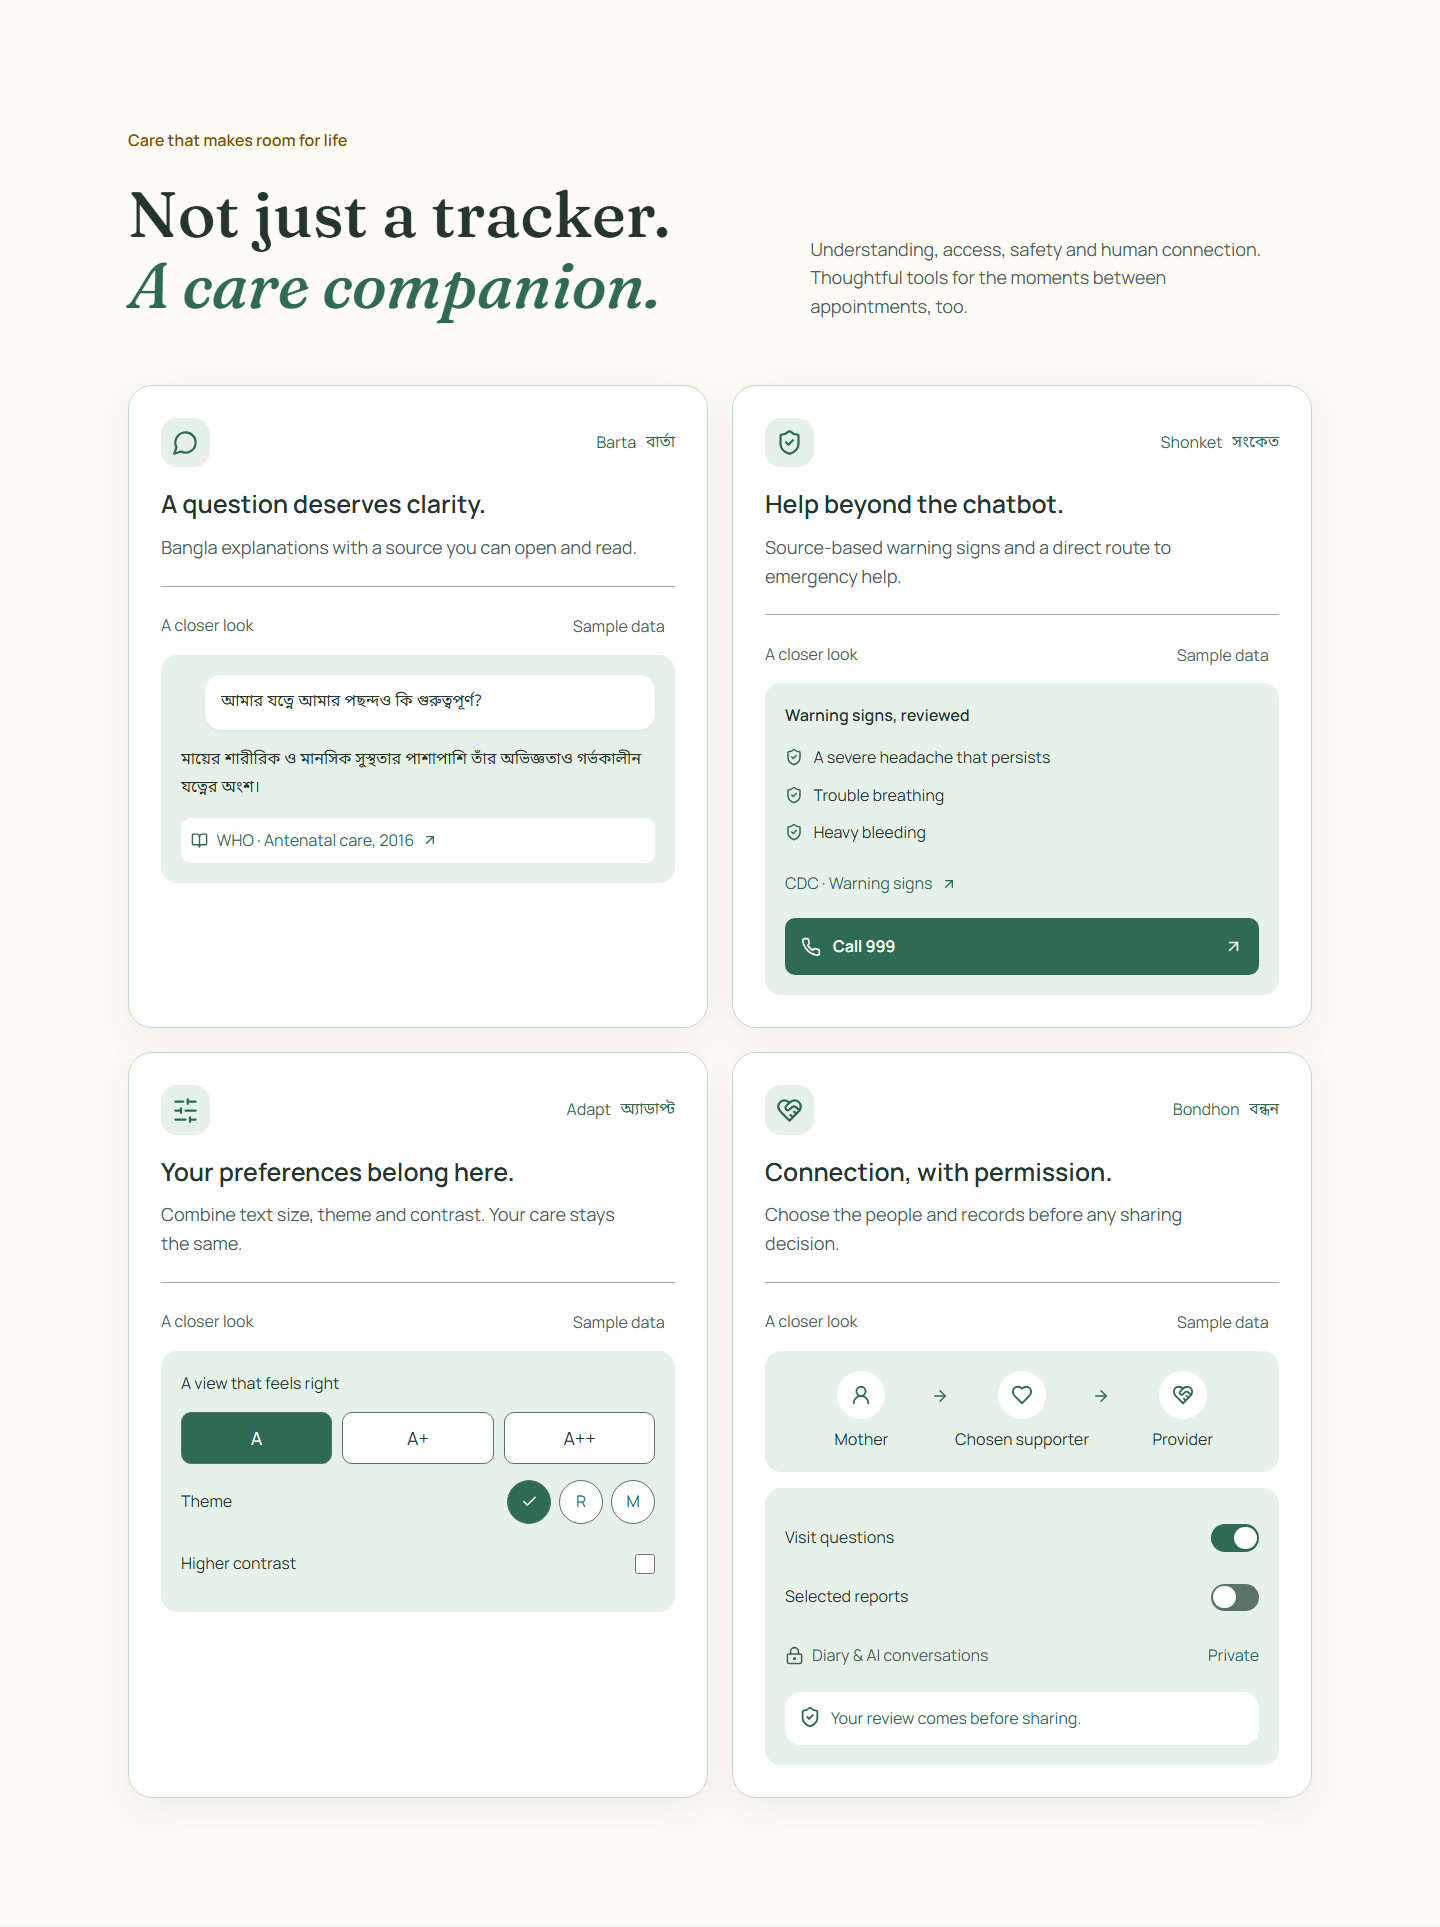 Care that makes room for life
Not just a tracker.
A care companion.
Understanding, access, safety and human connection.
Thoughtful tools for the moments between
appointments, too.
Barta বার্তা
A question deserves clarity.
Bangla explanations with a source you can open and read.
A closer look
Sample data
আমার যত্নে আমার পছন্দও কি গুরুত্বপূর্ণ?
মায়ের শারীরিক ও মানসিক সুস্থতার পাশাপাশি তাঁর অভিজ্ঞতাও গর্ভকালীন
যত্নের অংশ।
WHO · Antenatal care, 2016
Shonket সংকেত
Help beyond the chatbot.
Source-based warning signs and a direct route to
emergency help.
A closer look
Sample data
Warning signs, reviewed
A severe headache that persists
Trouble breathing
Heavy bleeding
CDC · Warning signs
Call 999
Adapt অ্যাডাপ্ট
Your preferences belong here.
Combine text size, theme and contrast. Your care stays
the same.
A closer look
Sample data
A view that feels right
A
A+
A++
Theme
R
M
Higher contrast
Bondhon বন্ধন
Connection, with permission.
Choose the people and records before any sharing
decision.
A closer look
Sample data
Mother
Chosen supporter
Provider
Visit questions
Selected reports
Diary & AI conversations
Private
Your review comes before sharing.